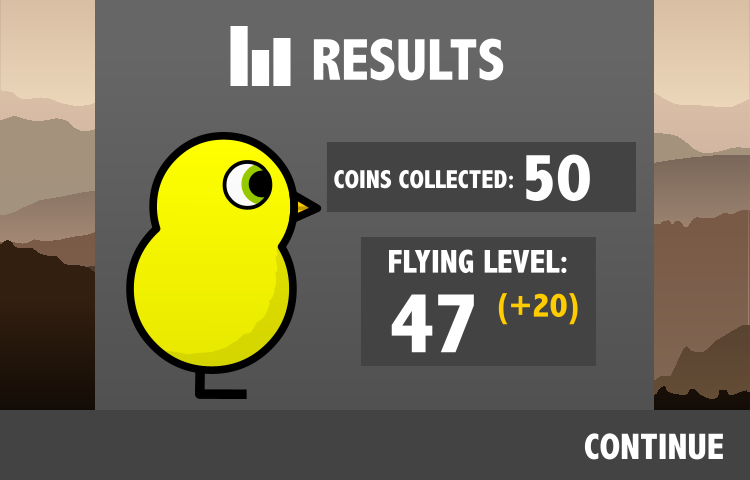 RESULTS
COINS COLLECTED: 50
FLYING LEVEL:
47 (+20)
CONTINUE